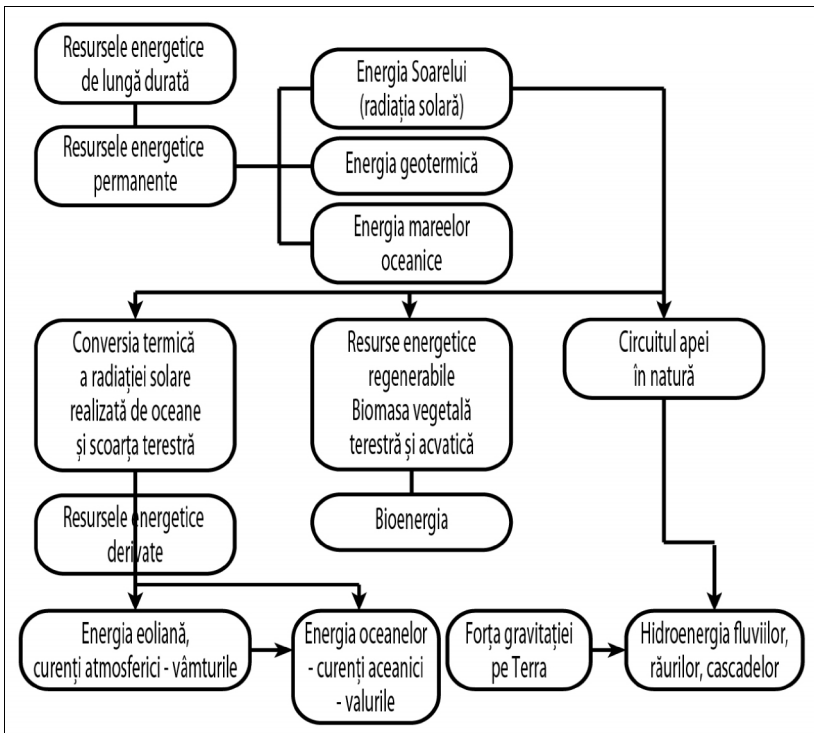 Resursele energetice
de lungă durată
Resursele energetice
permanente
Energia Soarelui
(radiația solară)
Energia geotermică
Energia mareelor
oceanice
Conversia termică
a radiației solare
realizată de oceane
și scoarța terestră
Resurse energetice
regenerabile
Biomasa vegetală
terestră și acvatică
Circuitul apei
în natură
Resursele energetice
derivate
Bioenergia
Energia eoliană,
curenți atmosferici - vâmturile
Energia oceanelor
- curenți aceanici
- valurile
Forța gravitației
pe Terra
Hidroenergia fluviilor,
răurilor, cascadelor